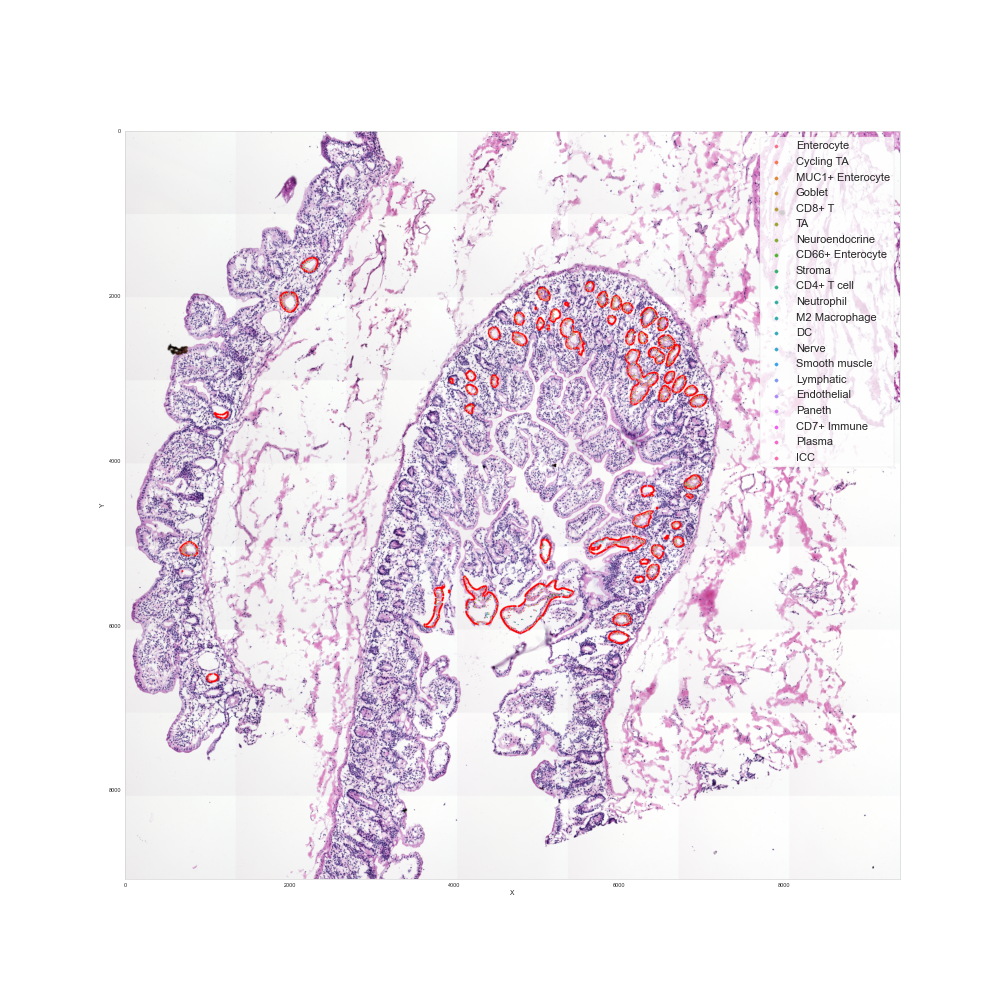 0
2000
4000
6000
8000
Y
0
2000
4000
6000
8000
X
Enterocyte
Cycling TA
MUC1+ Enterocyte
Goblet
CD8+ T
TA
Neuroendocrine
CD66+ Enterocyte
Stroma
CD4+ T cell
Neutrophil
M2 Macrophage
DC
Nerve
Smooth muscle
Lymphatic
Endothelial
Paneth
CD7+ Immune
Plasma
ICC